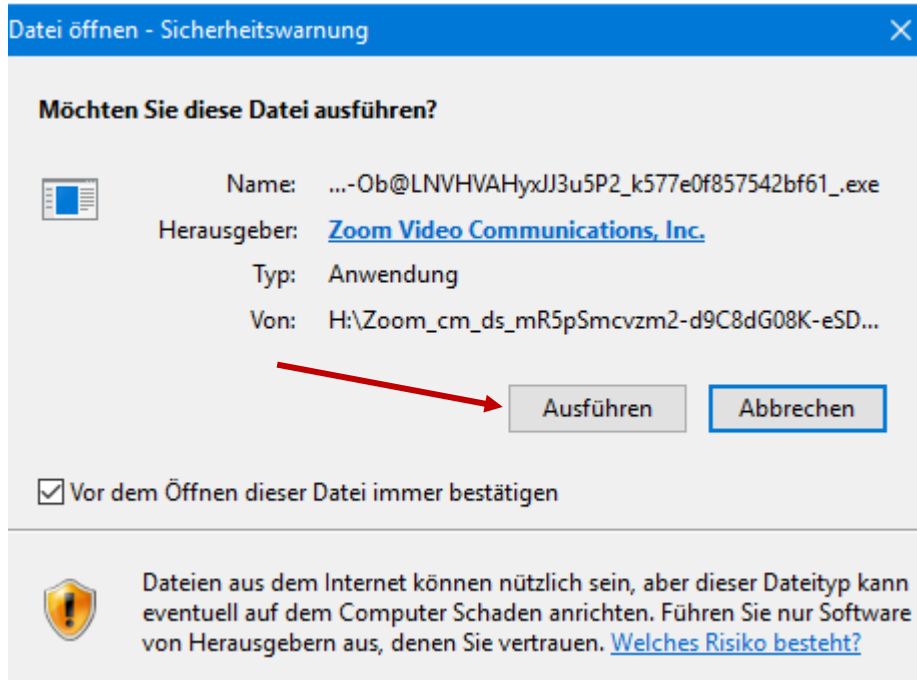 Datei öffnen - Sicherheitswarnung
Möchten Sie diese Datei ausführen?
Name: ...-Ob@LNVHVAHyxJJ3u5P2_k577e0f857542bf61_.exe
Herausgeber: Zoom Video Communications, Inc.
Typ: Anwendung
Von: H:\Zoom_cm_ds_mR5pSmcvzm2-d9C8dG08K-eSD...
Ausführen Abbrechen
Vor dem Öffnen dieser Datei immer bestätigen
Dateien aus dem Internet können nützlich sein, aber dieser Dateityp kann
eventuell auf dem Computer Schaden anrichten. Führen Sie nur Software
von Herausgebern aus, denen Sie vertrauen. Welches Risiko besteht?